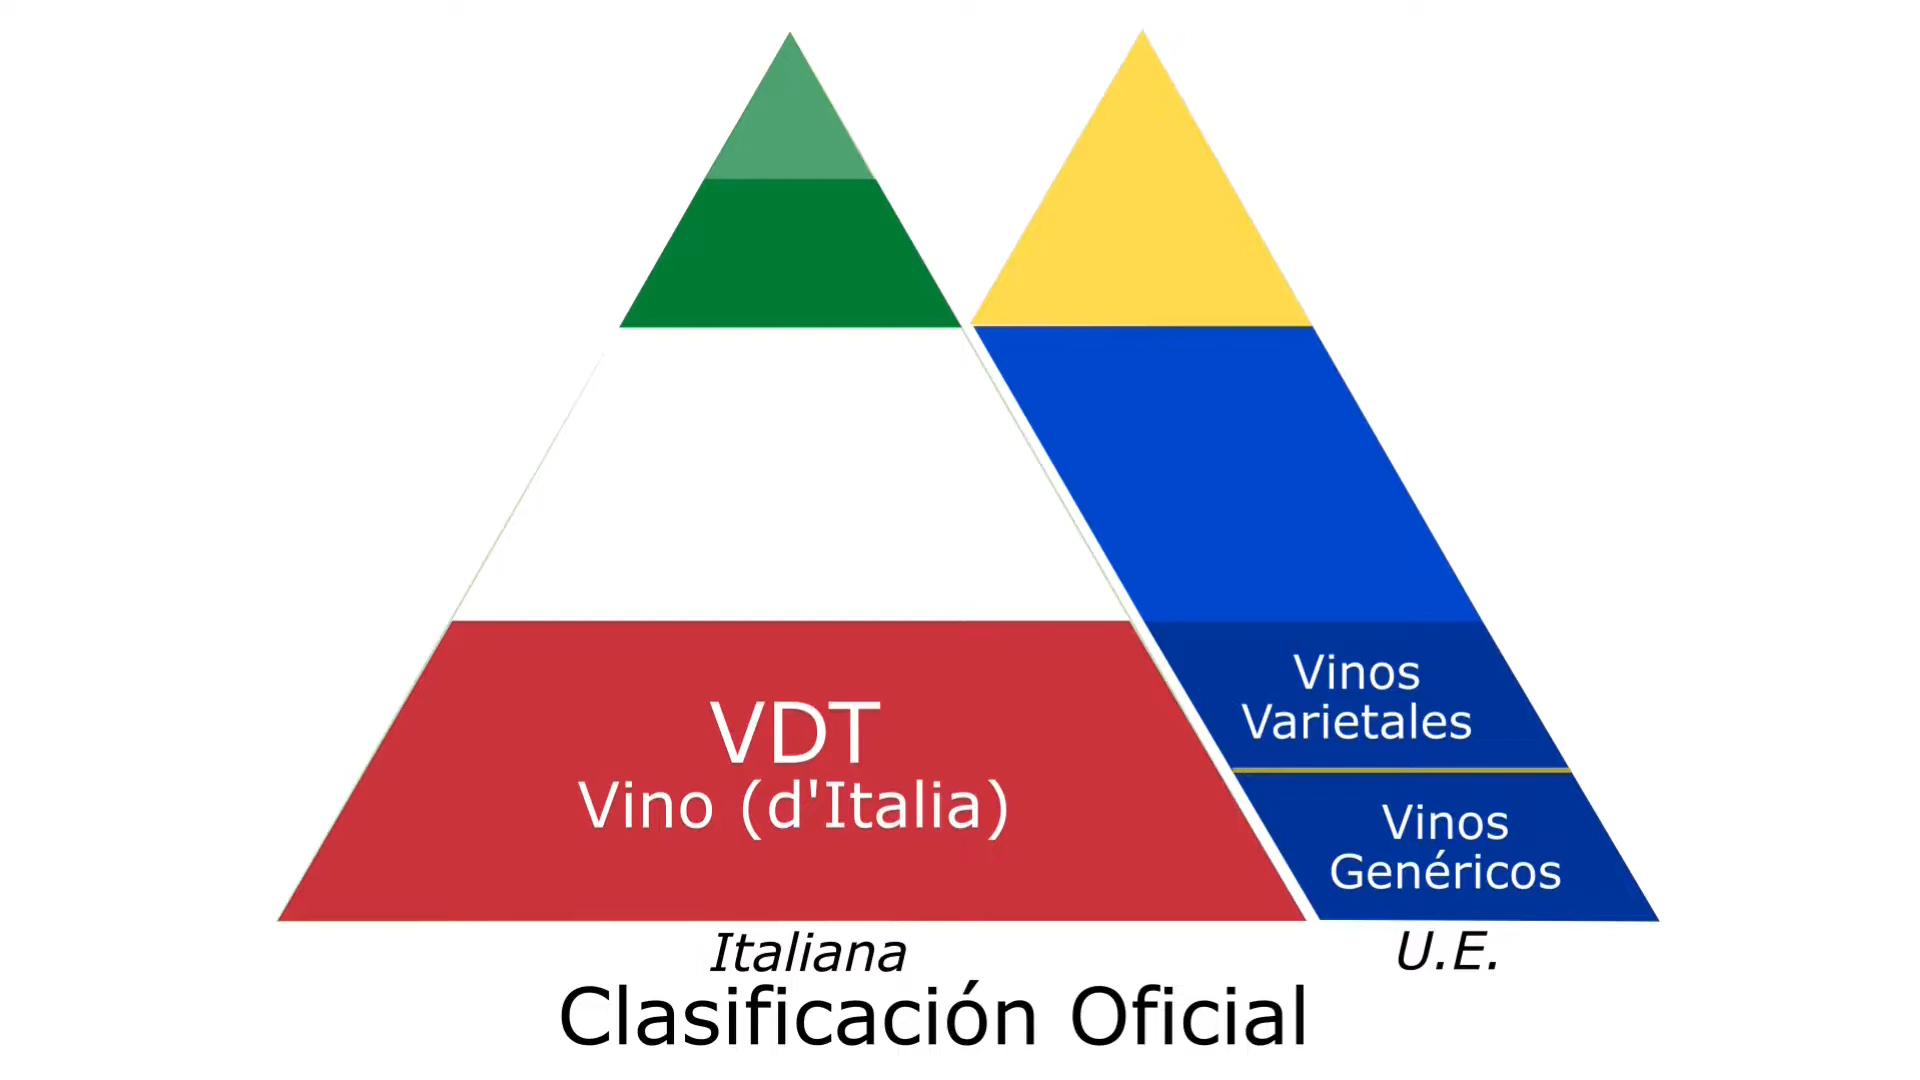 VDT
Vino (d'Italia)
Vinos
Varietales
Vinos
Genéricos
Italiana
U.E.
Clasificación Oficial